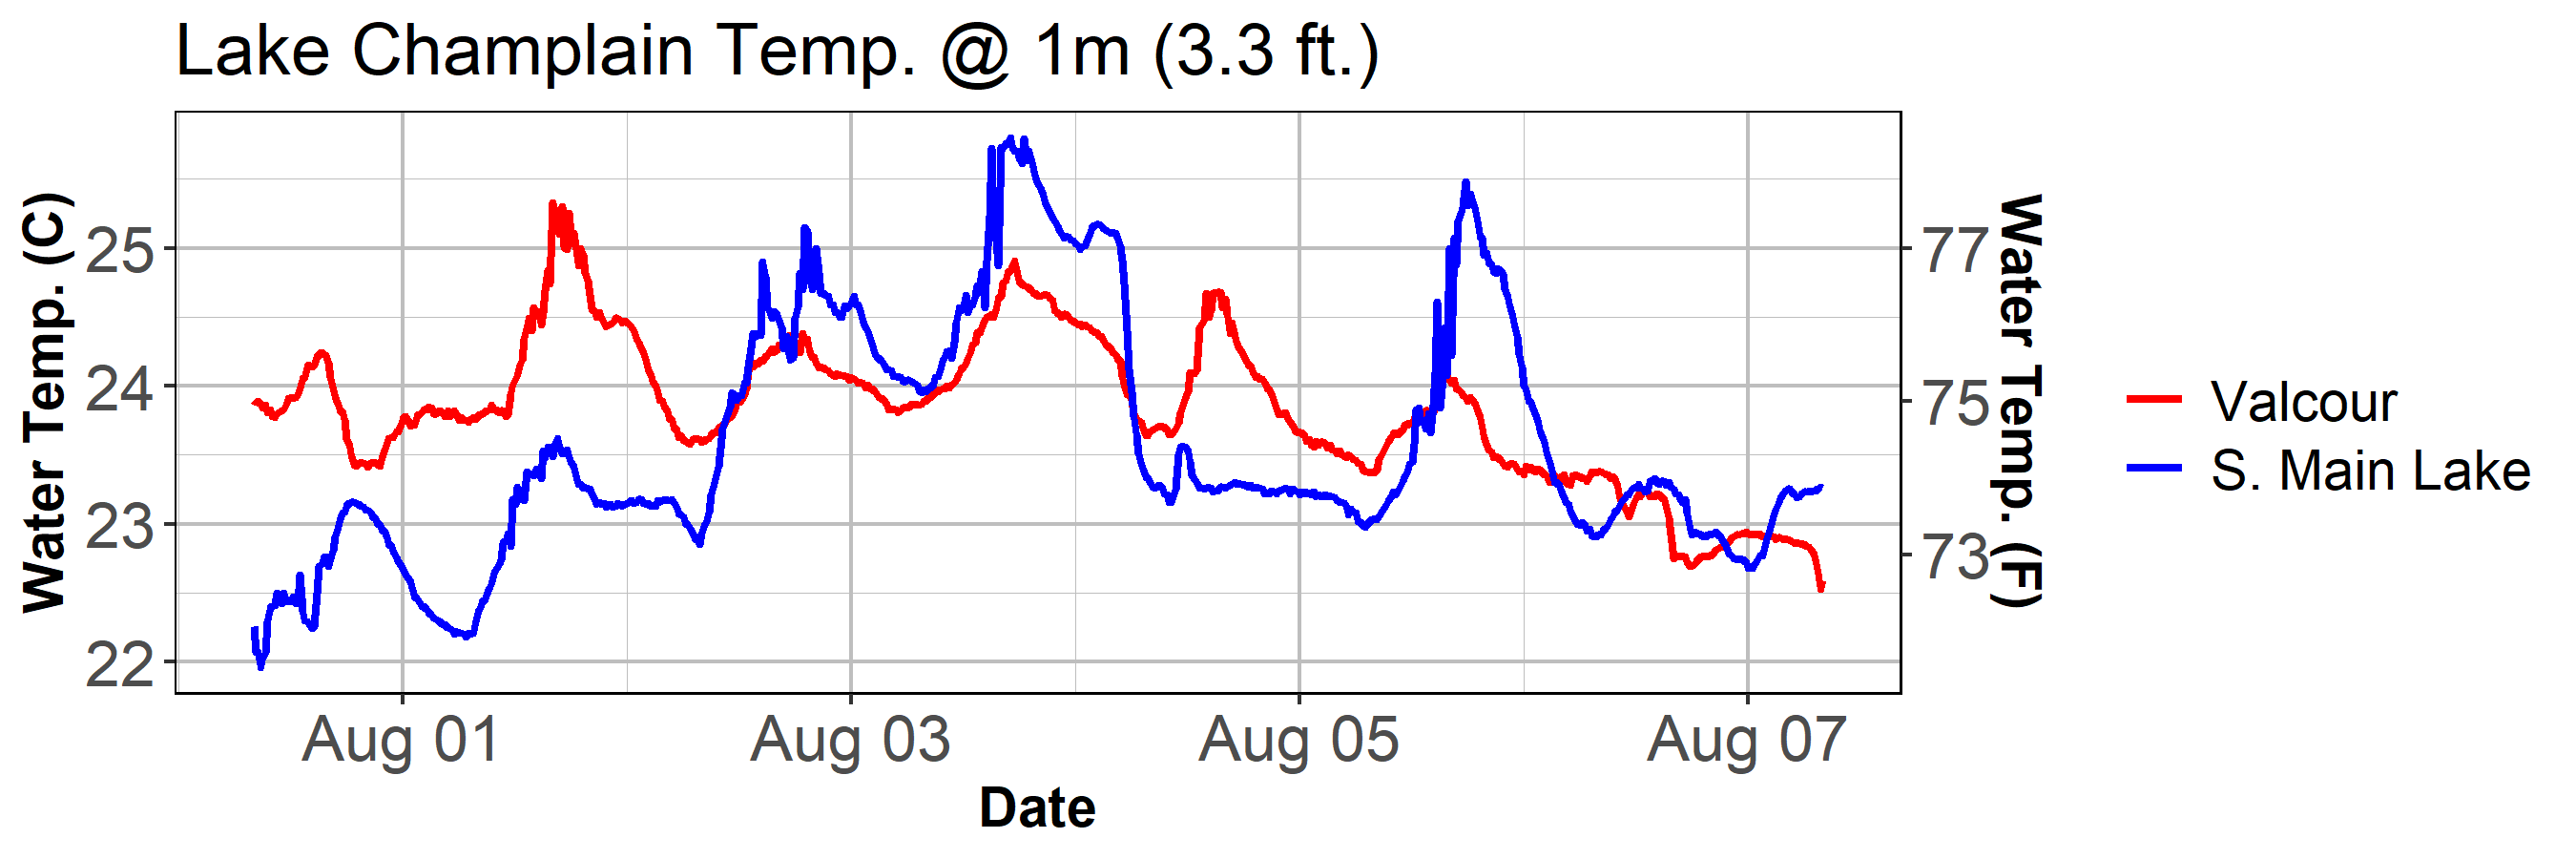 Lake Champlain Temp. @ 1m (3.3 ft.)
Water Temp. (C)
25
24
23
22
77
75
73
Water Temp. (F)
Aug 01
Aug 03
Aug 05
Aug 07
Date
Valcour
S. Main Lake